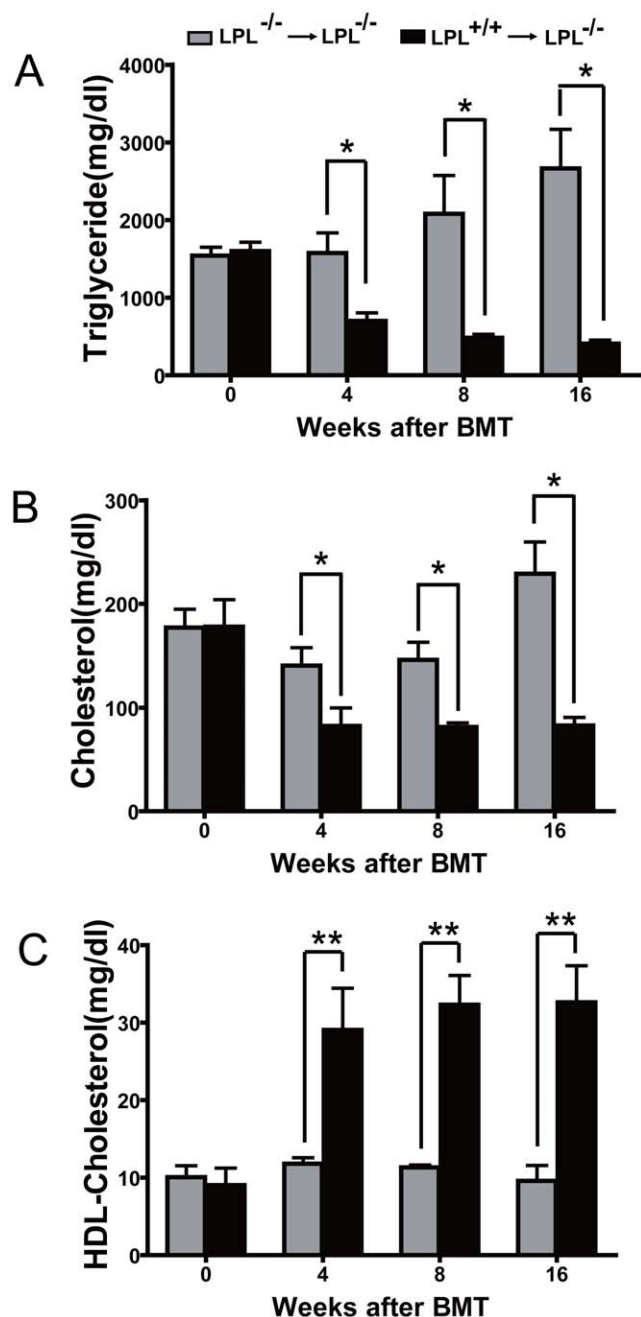 LPL-/-→LPL-/- LPL+/+→LPL-/-
A
Triglyceride(mg/dl)
4000
3000
2000
1000
0
* * *
0 4 8 16
Weeks after BMT
B
Cholesterol(mg/dl)
300
200
100
0
* * *
0 4 8 16
Weeks after BMT
C
HDL-Cholesterol(mg/dl)
40
30
20
10
0
** ** **
0 4 8 16
Weeks after BMT